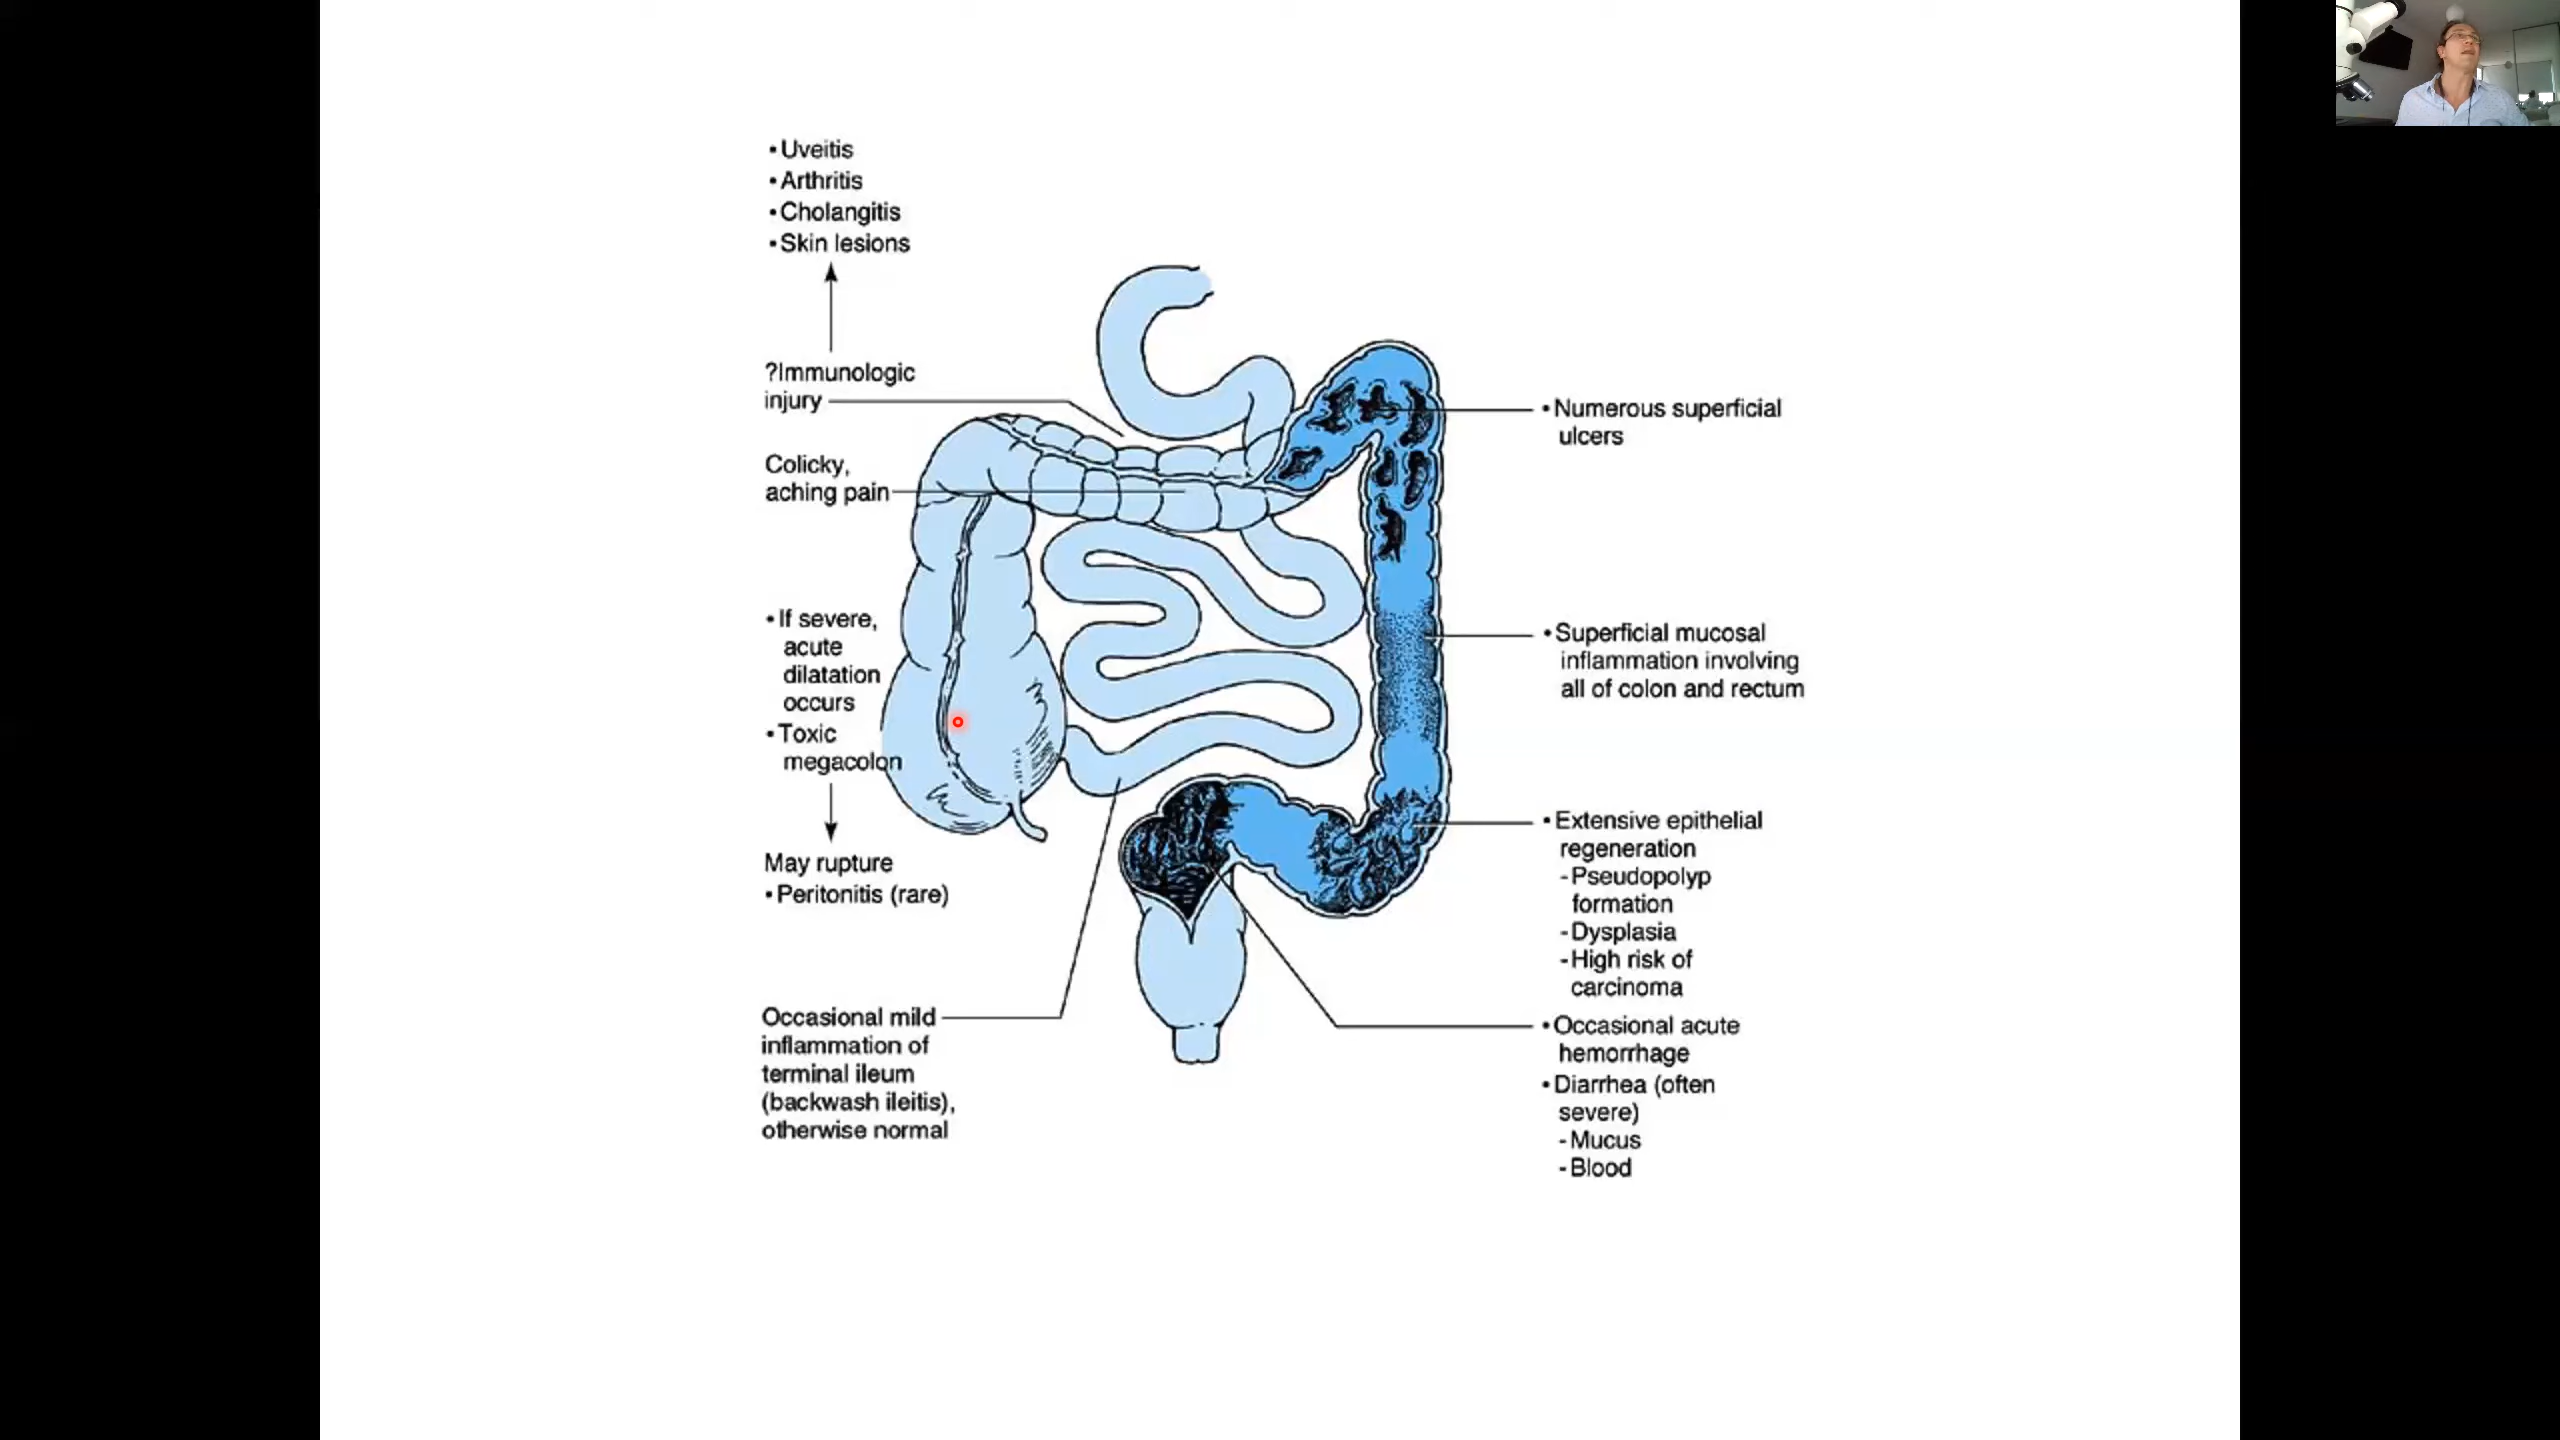 • Uveitis
• Arthritis
• Cholangitis
• Skin lesions
?Immunologic
injury
Colicky,
aching pain
• If severe,
acute
dilatation
occurs
• Toxic
megacolon
May rupture
• Peritonitis (rare)
Occasional mild
inflammation of
terminal ileum
(backwash ileitis),
otherwise normal
• Numerous superficial
ulcers
• Superficial mucosal
inflammation involving
all of colon and rectum
• Extensive epithelial
regeneration
- Pseudopolyp
formation
- Dysplasia
- High risk of
carcinoma
• Occasional acute
hemorrhage
• Diarrhea (often
severe)
- Mucus
- Blood